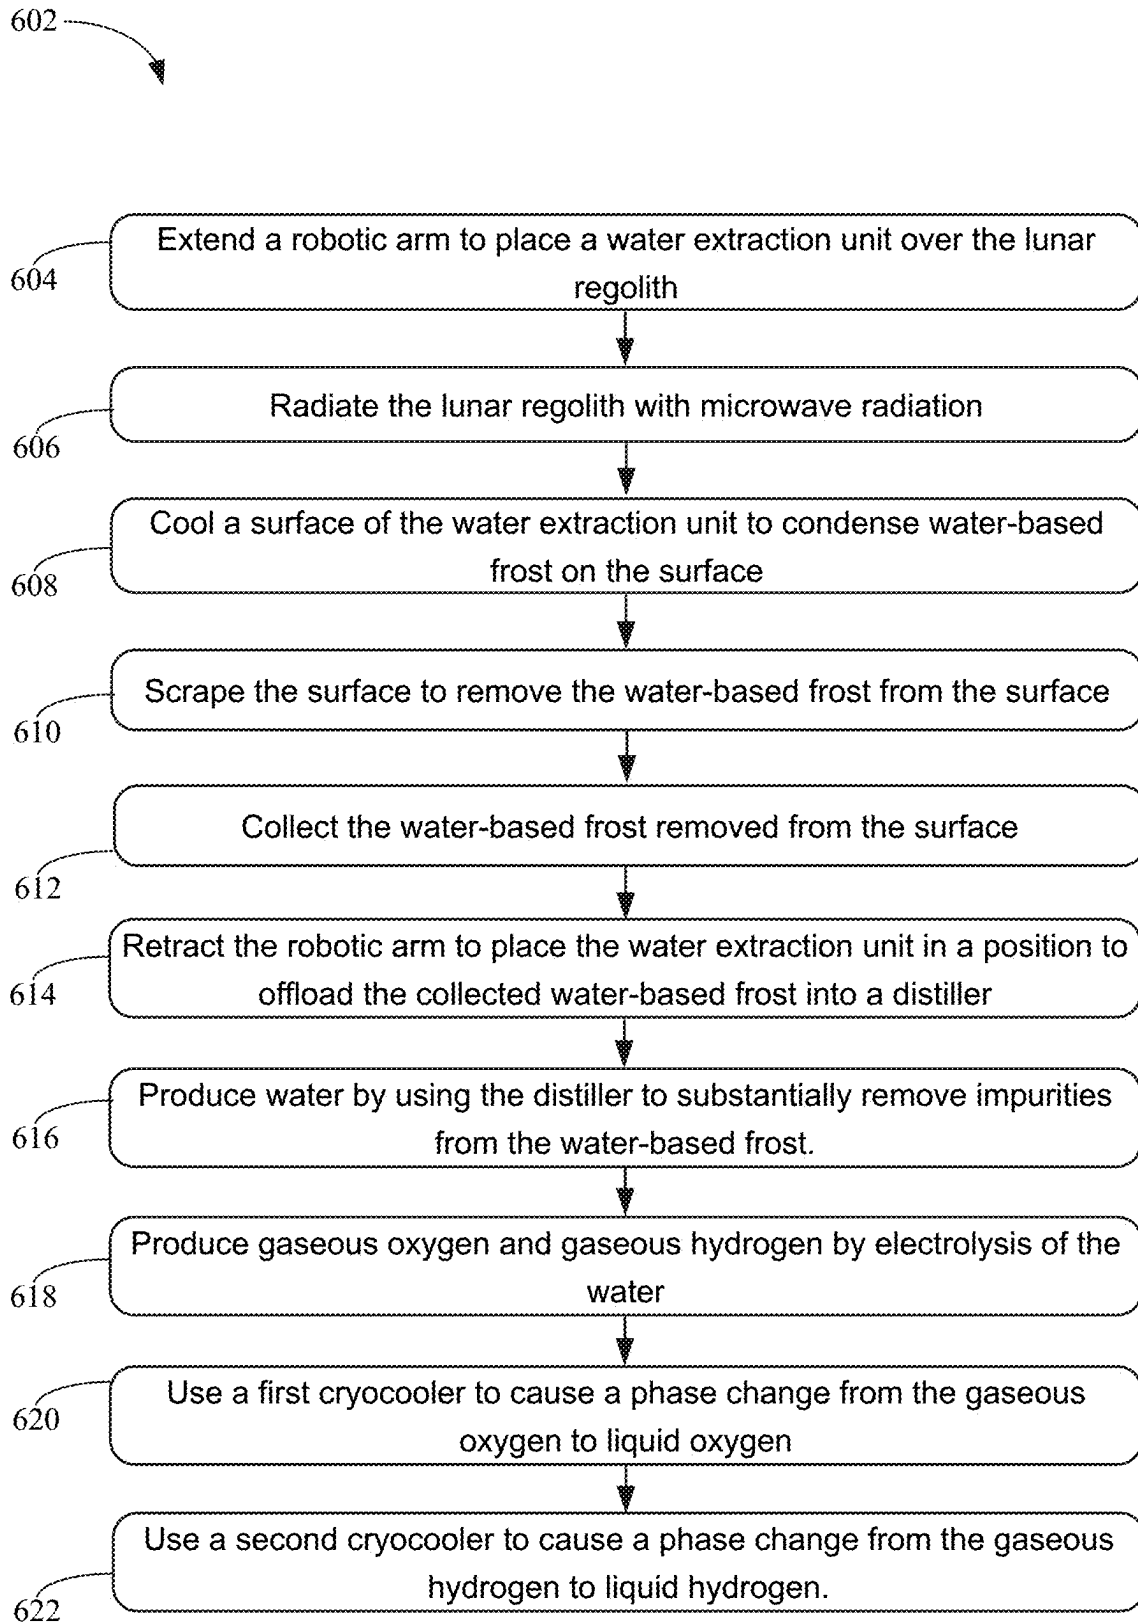 602
Extend a robotic arm to place a water extraction unit over the lunar
regolith
604
Radiate the lunar regolith with microwave radiation
606
Cool a surface of the water extraction unit to condense water-based
frost on the surface
608
Scrape the surface to remove the water-based frost from the surface
610
Collect the water-based frost removed from the surface
612
Retract the robotic arm to place the water extraction unit in a position to
offload the collected water-based frost into a distiller
614
Produce water by using the distiller to substantially remove impurities
from the water-based frost.
616
Produce gaseous oxygen and gaseous hydrogen by electrolysis of the
water
618
Use a first cryocooler to cause a phase change from the gaseous
oxygen to liquid oxygen
620
Use a second cryocooler to cause a phase change from the gaseous
hydrogen to liquid hydrogen.
622